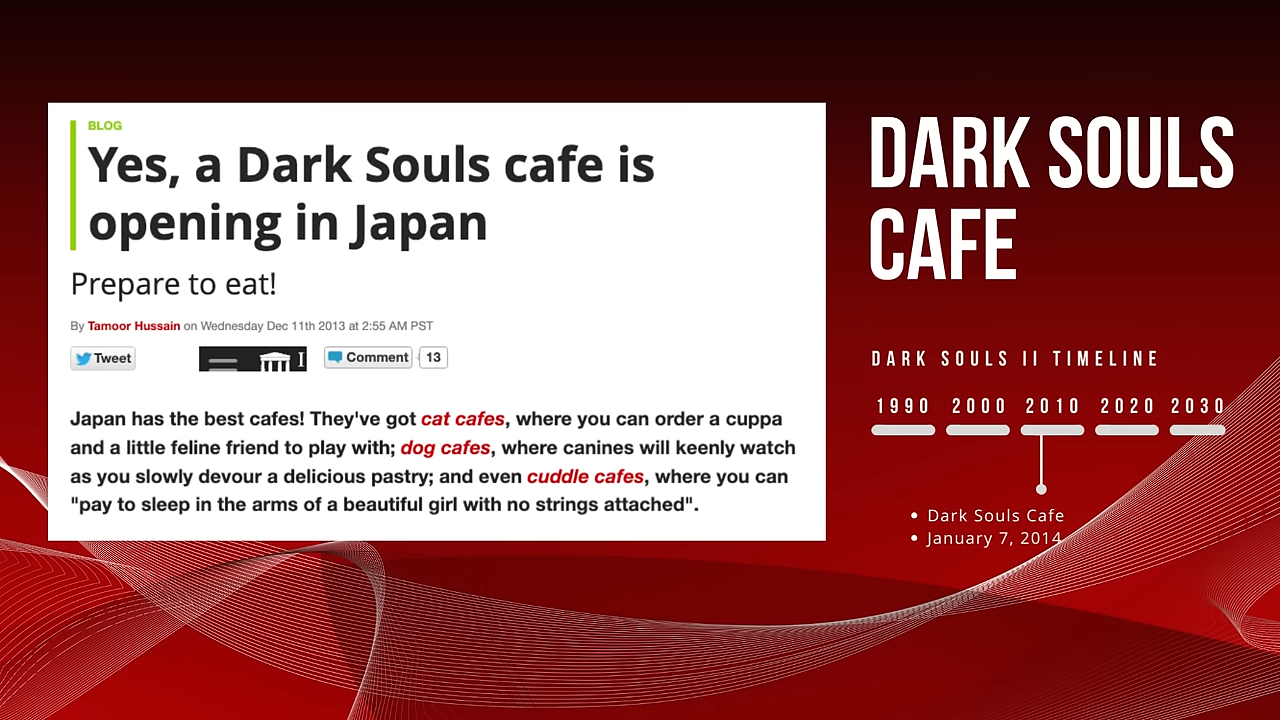 BLOG
Yes, a Dark Souls cafe is
opening in Japan
Prepare to eat!
By Tamoor Hussain on Wednesday Dec 11th 2013 at 2:55 AM PST
Tweet
Comment 13
Japan has the best cafes! They've got cat cafes, where you can order a cuppa
and a little feline friend to play with; dog cafes, where canines will keenly watch
as you slowly devour a delicious pastry; and even cuddle cafes, where you can
"pay to sleep in the arms of a beautiful girl with no strings attached".
DARK SOULS
CAFE
DARK SOULS II TIMELINE
1990 2000 2010 2020 2030
• Dark Souls Cafe
• January 7, 2014